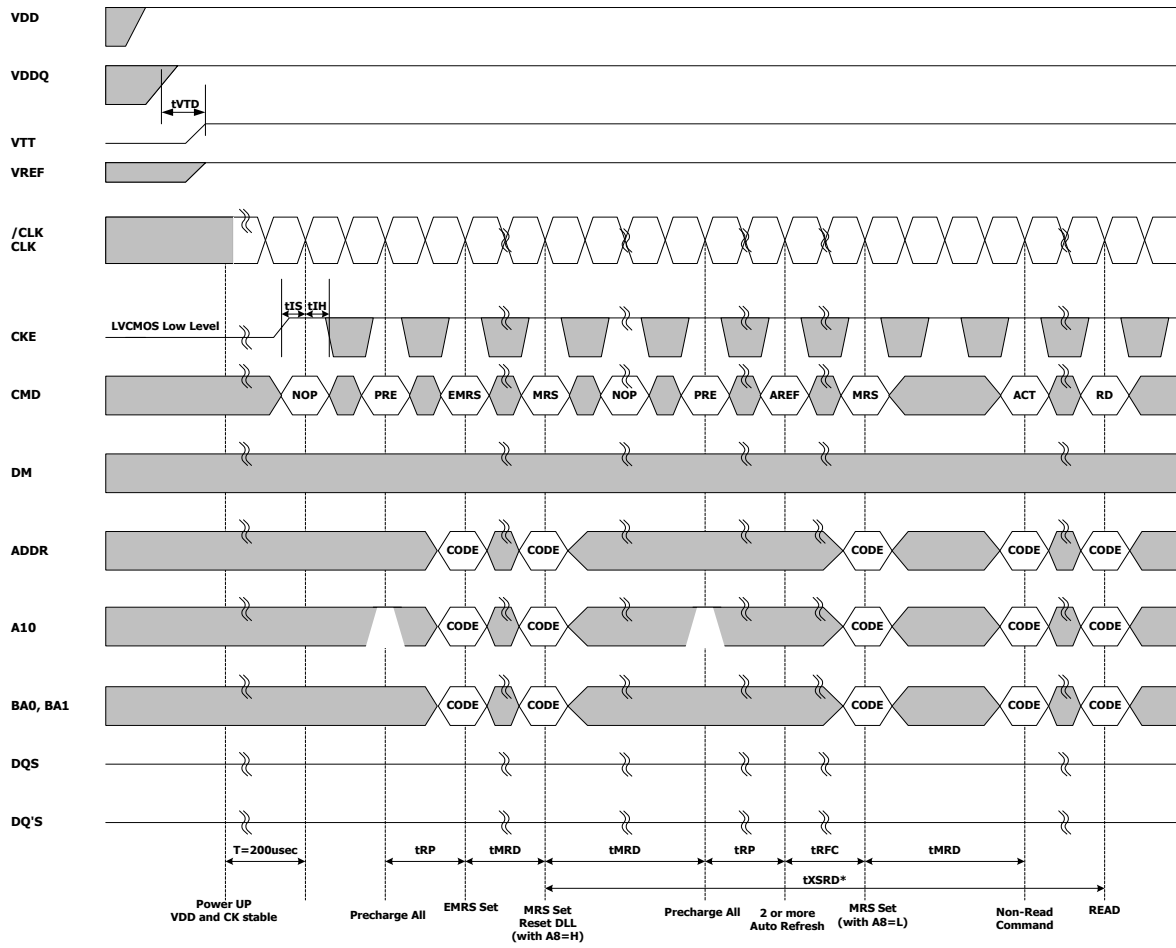 VDD
VDDQ
tVTD
VTT
VREF
/CLK
CLK
tIS tIH
CKE
LVCMOS Low Level
CMD
NOP PRE EMRS MRS NOP PRE AREF MRS ACT RD
DM
ADDR
CODE CODE CODE CODE CODE
A10
CODE CODE CODE CODE CODE
BA0, BA1
CODE CODE CODE CODE CODE
DQS
DQ'S
T=200usec tRP tMRD tMRD tRP tRFC tMRD
tXSRD*
Power UP
VDD and CK stable
Precharge All
EMRS Set
MRS Set
Reset DLL
(with A8=H)
Precharge All
2 or more
Auto Refresh
MRS Set
(with A8=L)
Non-Read
Command
READ